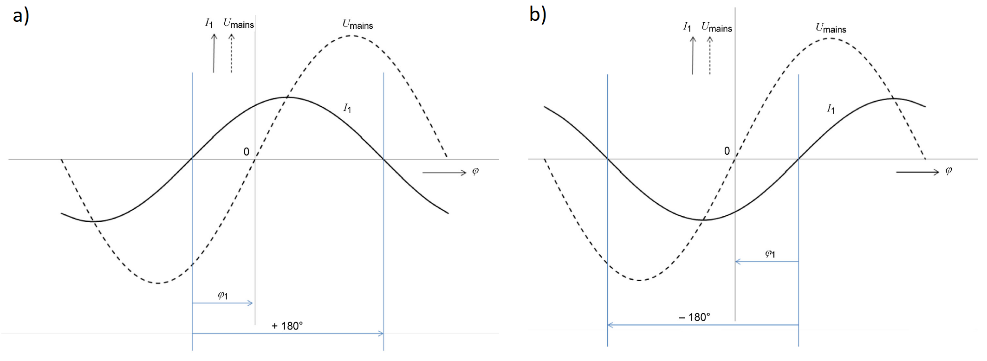 a)
I1 Umains
Umains
I1
0
φ
φ1
+ 180°
b)
I1 Umains
Umains
I1
0
φ
φ1
– 180°